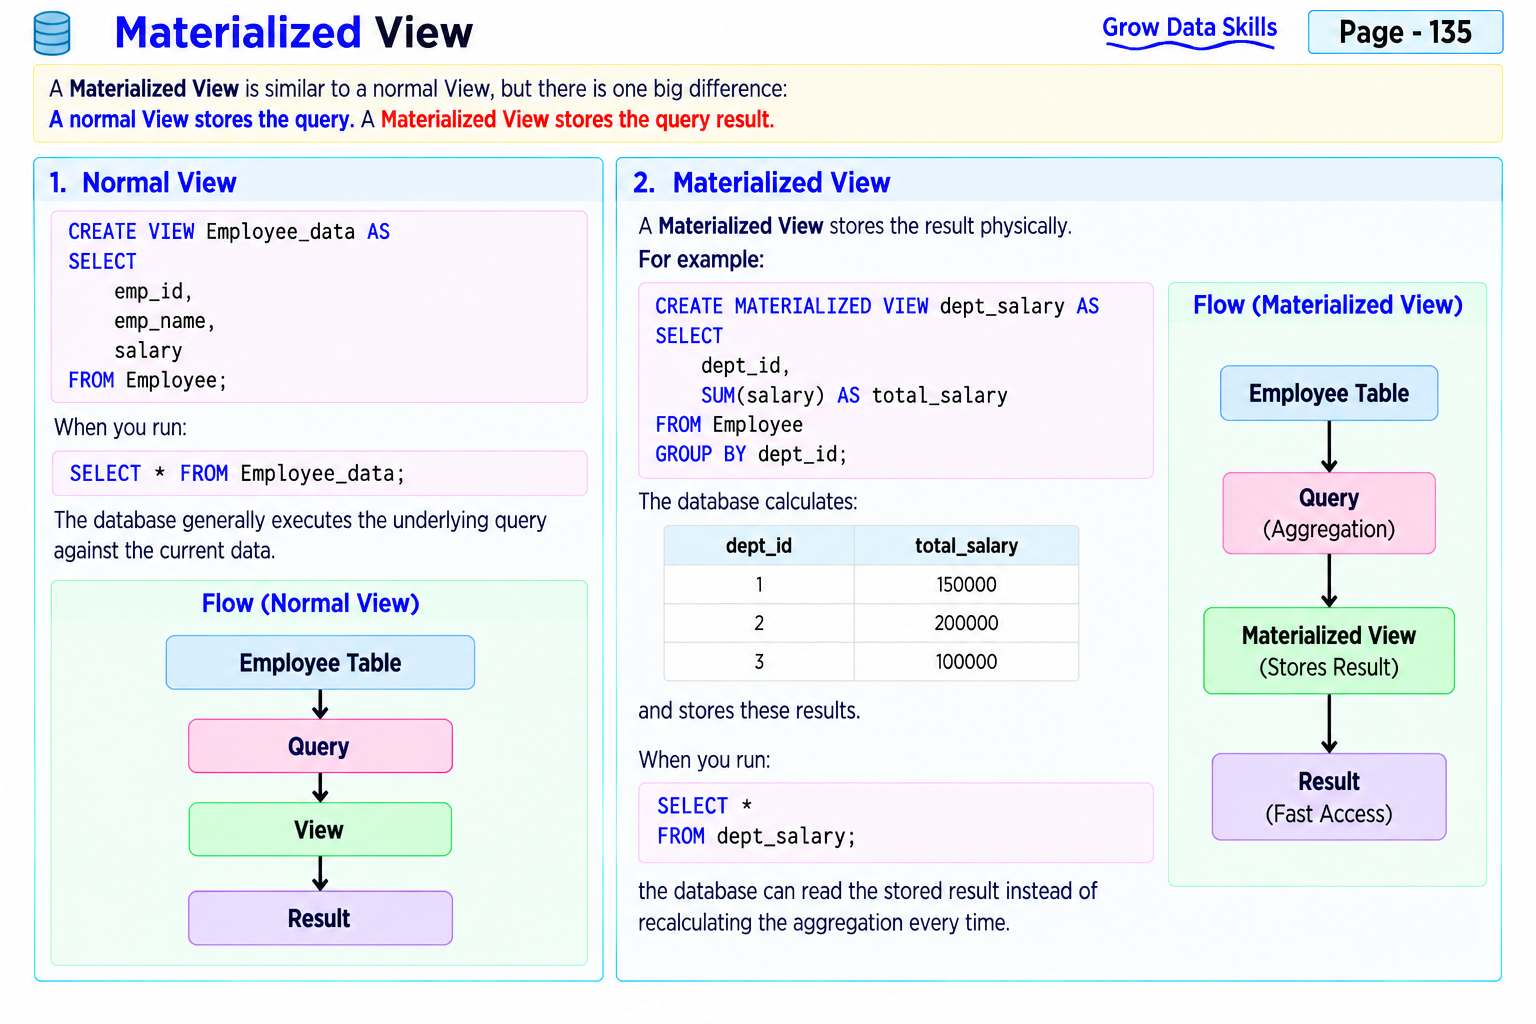 Materialized View
Grow Data Skills
Page - 135
A Materialized View is similar to a normal View, but there is one big difference:
A normal View stores the query. A Materialized View stores the query result.
1. Normal View
CREATE VIEW Employee_data AS
SELECT
    emp_id,
    emp_name,
    salary
FROM Employee;
When you run:
SELECT * FROM Employee_data;
The database generally executes the underlying query
against the current data.
Flow (Normal View)
Employee Table
Query
View
Result
2. Materialized View
A Materialized View stores the result physically.
For example:
CREATE MATERIALIZED VIEW dept_salary AS
SELECT
    dept_id,
    SUM(salary) AS total_salary
FROM Employee
GROUP BY dept_id;
The database calculates:
dept_id total_salary
1 150000
2 200000
3 100000
and stores these results.
When you run:
SELECT *
FROM dept_salary;
the database can read the stored result instead of
recalculating the aggregation every time.
Flow (Materialized View)
Employee Table
Query
(Aggregation)
Materialized View
(Stores Result)
Result
(Fast Access)